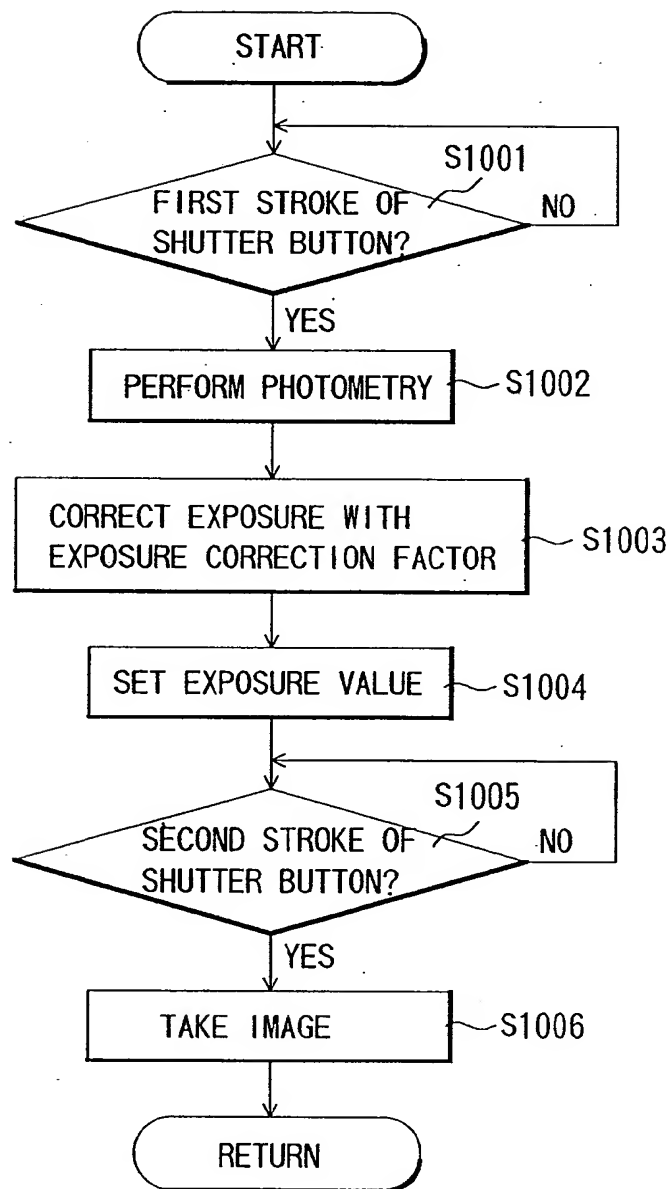 START
S1001
FIRST STROKE OF
SHUTTER BUTTON?
NO
YES
PERFORM PHOTOMETRY
S1002
CORRECT EXPOSURE WITH
EXPOSURE CORRECTION FACTOR
S1003
SET EXPOSURE VALUE
S1004
S1005
SECOND STROKE OF
SHUTTER BUTTON?
NO
YES
TAKE IMAGE
S1006
RETURN